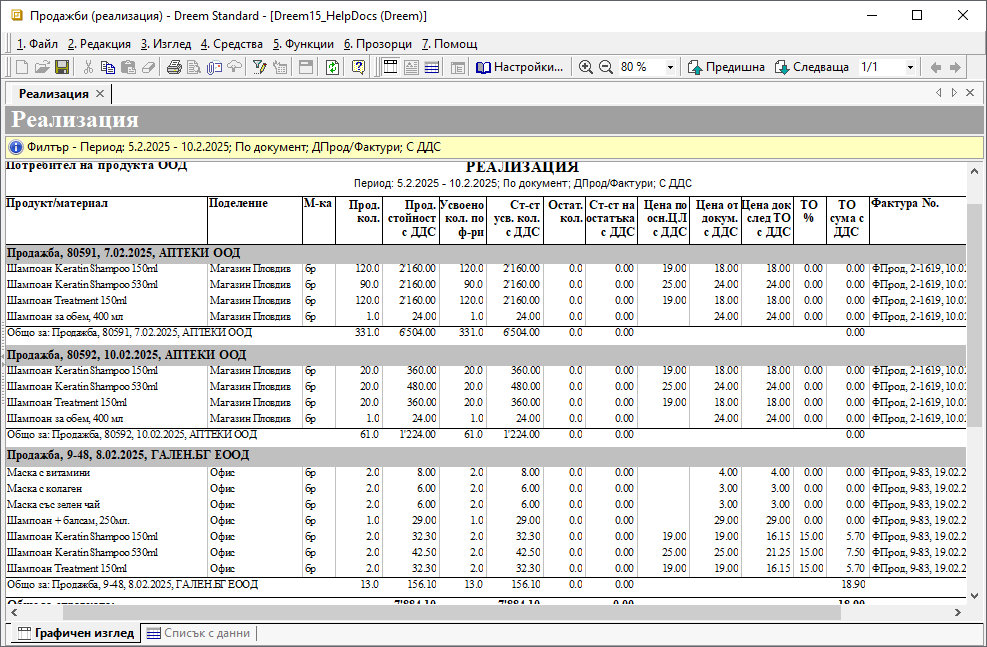 Продажби (реализация) - Dreem Standard - [Dreem15_HelpDocs (Dreem)]
1. Файл 2. Редакция 3. Изглед 4. Средства 5. Функции 6. Прозорци 7. Помощ
Настройки... 80 % Предишна Следваща 1/1
Реализация
Реализация
Филтър - Период: 5.2.2025 - 10.2.2025; По документ; ДПрод/Фактури; С ДДС
Потребител на продукта ООД РЕАЛИЗАЦИЯ
Период: 5.2.2025 - 10.2.2025; По документ; ДПрод/Фактури; С ДДС
Продукт/материал Поделение М-ка Прод. Прод. Усвоено Ст-ст Остат. Ст-ст на Цена по Цена от Цена док ТО ТО Фактура No.
кол. стойност кол. по усв. кол. кол. остатъка осн.ЦЛ докум. след ТО % сума с
с ДДС ф-ри с ДДС с ДДС с ДДС с ДДС с ДДС ДДС
Продажба, 80591, 7.02.2025, АПТЕКИ ООД
Шампоан Keratin Shampoo 150ml Магазин Пловдив бр 120.0 2'160.00 120.0 2'160.00 0.0 0.00 19.00 18.00 18.00 0.00 0.00 ФПрод, 2-1619, 10.02
Шампоан Keratin Shampoo 530ml Магазин Пловдив бр 90.0 2'160.00 90.0 2'160.00 0.0 0.00 25.00 24.00 24.00 0.00 0.00 ФПрод, 2-1619, 10.02
Шампоан Treatment 150ml Магазин Пловдив бр 120.0 2'160.00 120.0 2'160.00 0.0 0.00 19.00 18.00 18.00 0.00 0.00 ФПрод, 2-1619, 10.02
Шампоан за обем, 400 мл Магазин Пловдив бр 1.0 24.00 1.0 24.00 0.0 0.00 24.00 24.00 0.00 0.00 ФПрод, 2-1619, 10.02
Общо за: Продажба, 80591, 7.02.2025, АПТЕКИ ООД 331.0 6'504.00 331.0 6'504.00 0.0 0.00 0.00
Продажба, 80592, 10.02.2025, АПТЕКИ ООД
Шампоан Keratin Shampoo 150ml Магазин Пловдив бр 20.0 360.00 20.0 360.00 0.0 0.00 19.00 18.00 18.00 0.00 0.00 ФПрод, 2-1619, 10.02
Шампоан Keratin Shampoo 530ml Магазин Пловдив бр 20.0 480.00 20.0 480.00 0.0 0.00 25.00 24.00 24.00 0.00 0.00 ФПрод, 2-1619, 10.02
Шампоан Treatment 150ml Магазин Пловдив бр 20.0 360.00 20.0 360.00 0.0 0.00 19.00 18.00 18.00 0.00 0.00 ФПрод, 2-1619, 10.02
Шампоан за обем, 400 мл Магазин Пловдив бр 1.0 24.00 1.0 24.00 0.0 0.00 24.00 24.00 0.00 0.00 ФПрод, 2-1619, 10.02
Общо за: Продажба, 80592, 10.02.2025, АПТЕКИ ООД 61.0 1'224.00 61.0 1'224.00 0.0 0.00 0.00
Продажба, 9-48, 8.02.2025, ГАЛЕН.БГ ЕООД
Маска с витамини Офис бр 2.0 8.00 2.0 8.00 0.0 0.00 4.00 4.00 0.00 0.00 ФПрод, 9-83, 19.02.2
Маска с колаген Офис бр 2.0 6.00 2.0 6.00 0.0 0.00 3.00 3.00 0.00 0.00 ФПрод, 9-83, 19.02.2
Маска със зелен чай Офис бр 2.0 6.00 2.0 6.00 0.0 0.00 3.00 3.00 0.00 0.00 ФПрод, 9-83, 19.02.2
Шампоан + балсам, 250мл. Офис бр 1.0 29.00 1.0 29.00 0.0 0.00 29.00 29.00 0.00 0.00 ФПрод, 9-83, 19.02.2
Шампоан Keratin Shampoo 150ml Офис бр 2.0 32.30 2.0 32.30 0.0 0.00 19.00 19.00 16.15 15.00 5.70 ФПрод, 9-83, 19.02.2
Шампоан Keratin Shampoo 530ml Офис бр 2.0 42.50 2.0 42.50 0.0 0.00 25.00 25.00 21.25 15.00 7.50 ФПрод, 9-83, 19.02.2
Шампоан Treatment 150ml Офис бр 2.0 32.30 2.0 32.30 0.0 0.00 19.00 19.00 16.15 15.00 5.70 ФПрод, 9-83, 19.02.2
Общо за: Продажба, 9-48, 8.02.2025, ГАЛЕН.БГ ЕООД 13.0 156.10 13.0 156.10 0.0 0.00 18.90
7'884.10 7'884.10 0.00 18.90
Графичен изглед Списък с данни